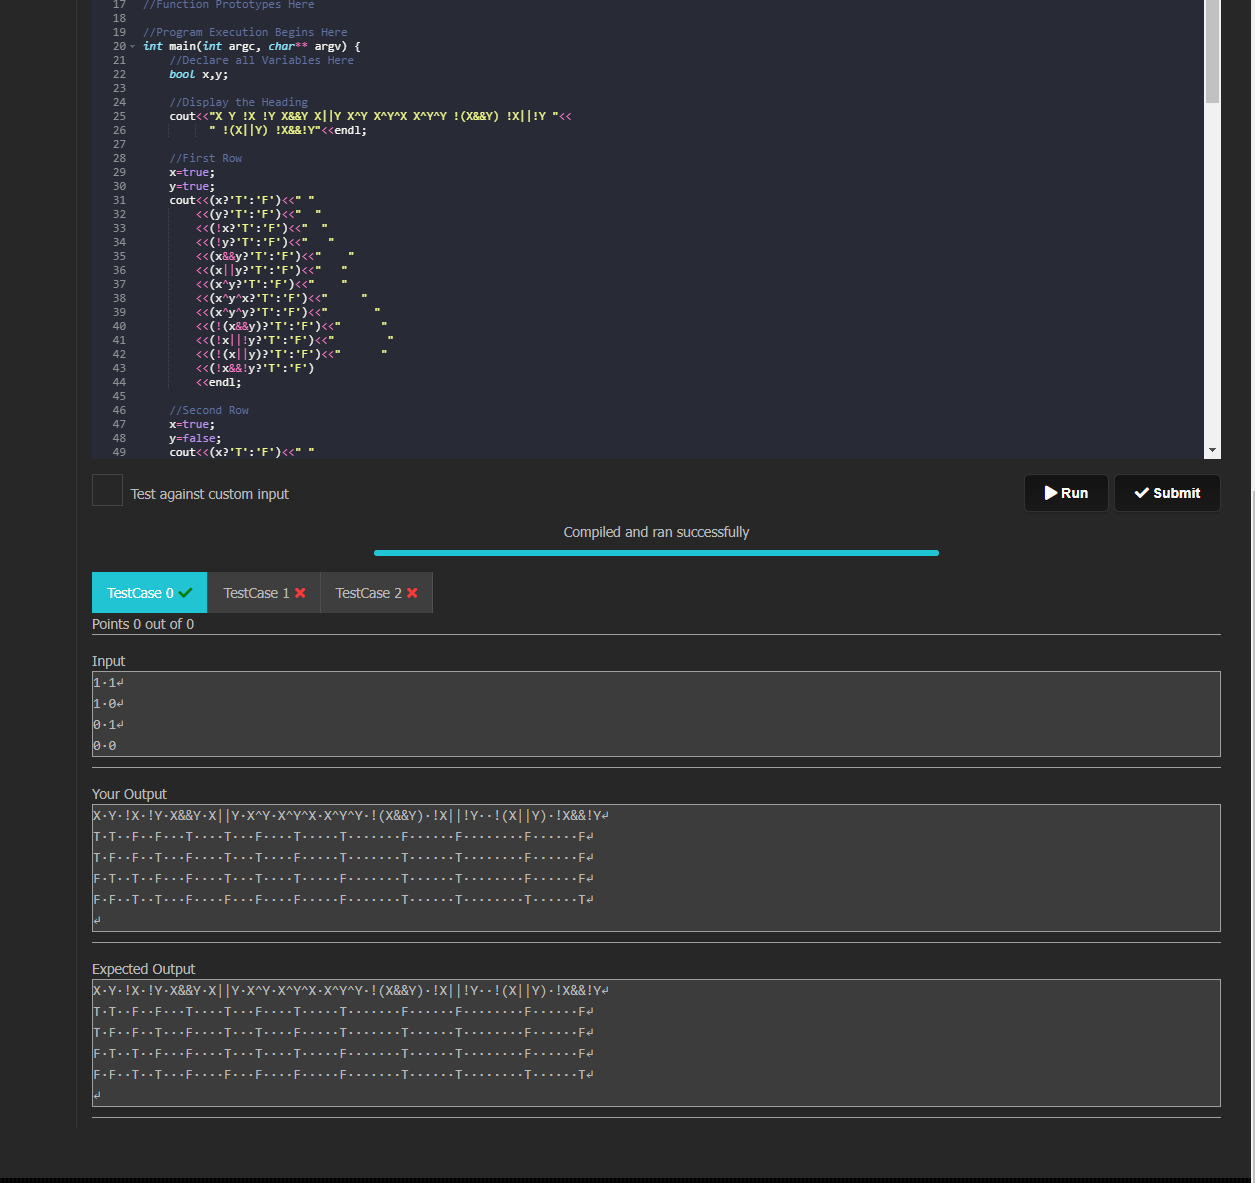 17 //Function Prototypes Here
18
19 //Program Execution Begins Here
20 int main(int argc, char** argv) {
21     //Declare all Variables Here
22     bool x,y;
23
24     //Display the Heading
25     cout<<"X Y !X !Y X&&Y X||Y X^Y X^Y^X X^Y^Y !(X&&Y) !X||!Y "<<
26           " !(X||Y) !X&&!Y"<<endl;
27
28     //First Row
29     x=true;
30     y=true;
31     cout<<(x?'T':'F')<<" "
32         <<(y?'T':'F')<<"  "
33         <<(!x?'T':'F')<<"  "
34         <<(!y?'T':'F')<<"   "
35         <<(x&&y?'T':'F')<<"    "
36         <<(x||y?'T':'F')<<"   "
37         <<(x^y?'T':'F')<<"    "
38         <<(x^y^x?'T':'F')<<"     "
39         <<(x^y^y?'T':'F')<<"       "
40         <<(!(x&&y)?'T':'F')<<"      "
41         <<(!x||!y?'T':'F')<<"        "
42         <<(!(x||y)?'T':'F')<<"      "
43         <<(!x&&!y?'T':'F')
44         <<endl;
45
46     //Second Row
47     x=true;
48     y=false;
49     cout<<(x?'T':'F')<<" "
Test against custom input
Run Submit
Compiled and ran successfully
TestCase 0 TestCase 1 TestCase 2
Points 0 out of 0
Input
1·1↵
1·0↵
0·1↵
0·0
Your Output
X·Y·!X·!Y·X&&Y·X||Y·X^Y·X^Y^X·X^Y^Y·!(X&&Y)·!X||!Y··!(X||Y)·!X&&!Y↵
T·T··F··F···T····T···F····T·····T·······F······F········F······F↵
T·F··F··T···F····T···T····F·····T·······T······T········F······F↵
F·T··T··F···F····T···T····T·····F·······T······T········F······F↵
F·F··T··T···F····F···F····F·····F·······T······T········T······T↵
↵
Expected Output
X·Y·!X·!Y·X&&Y·X||Y·X^Y·X^Y^X·X^Y^Y·!(X&&Y)·!X||!Y··!(X||Y)·!X&&!Y↵
T·T··F··F···T····T···F····T·····T·······F······F········F······F↵
T·F··F··T···F····T···T····F·····T·······T······T········F······F↵
F·T··T··F···F····T···T····T·····F·······T······T········F······F↵
F·F··T··T···F····F···F····F·····F·······T······T········T······T↵
↵